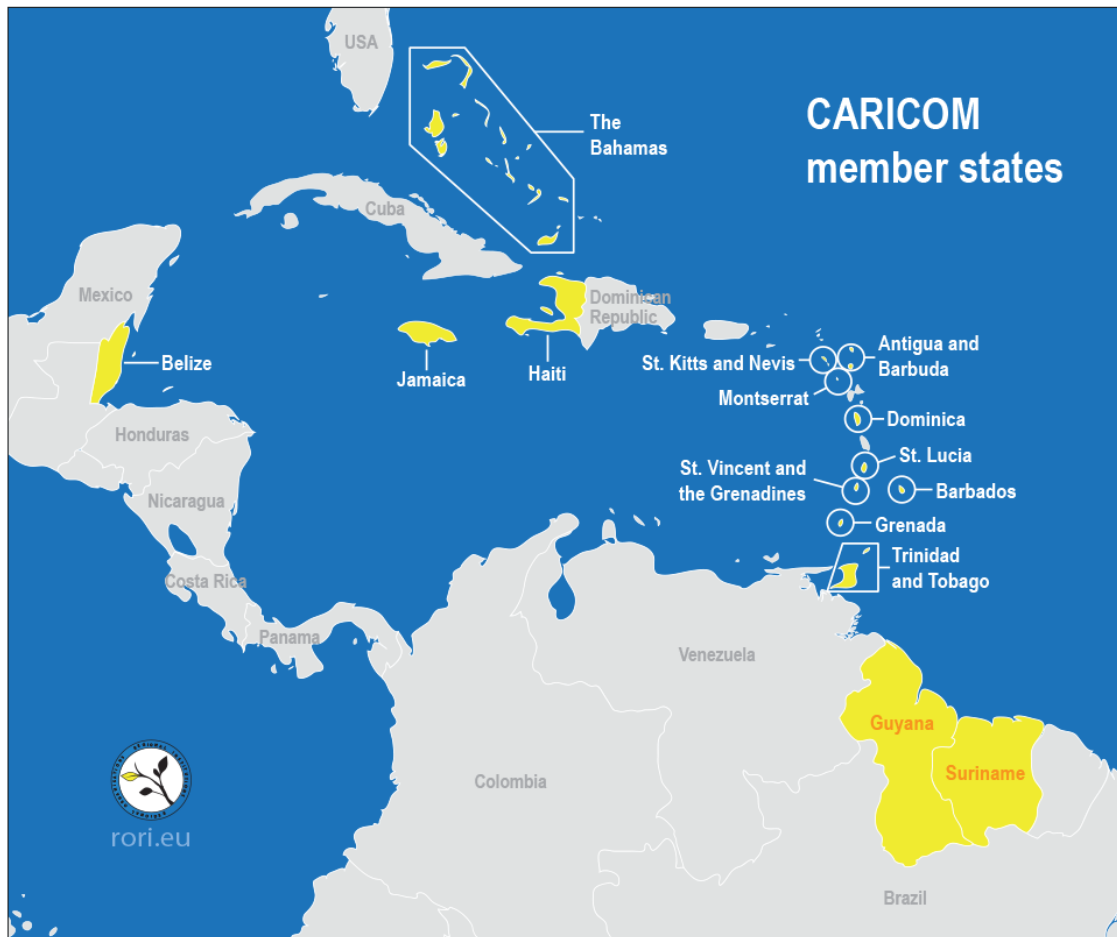 USA
CARICOM
member states
The
Bahamas
Cuba
Mexico
Dominican
Republic
Belize
Jamaica
Haiti
St. Kitts and Nevis
Antigua and
Barbuda
Montserrat
Dominica
Honduras
St. Lucia
St. Vincent and
the Grenadines
Barbados
Nicaragua
Grenada
Trinidad
and Tobago
Costa Rica
Panama
Venezuela
Guyana
Suriname
Colombia
rori.eu
Brazil